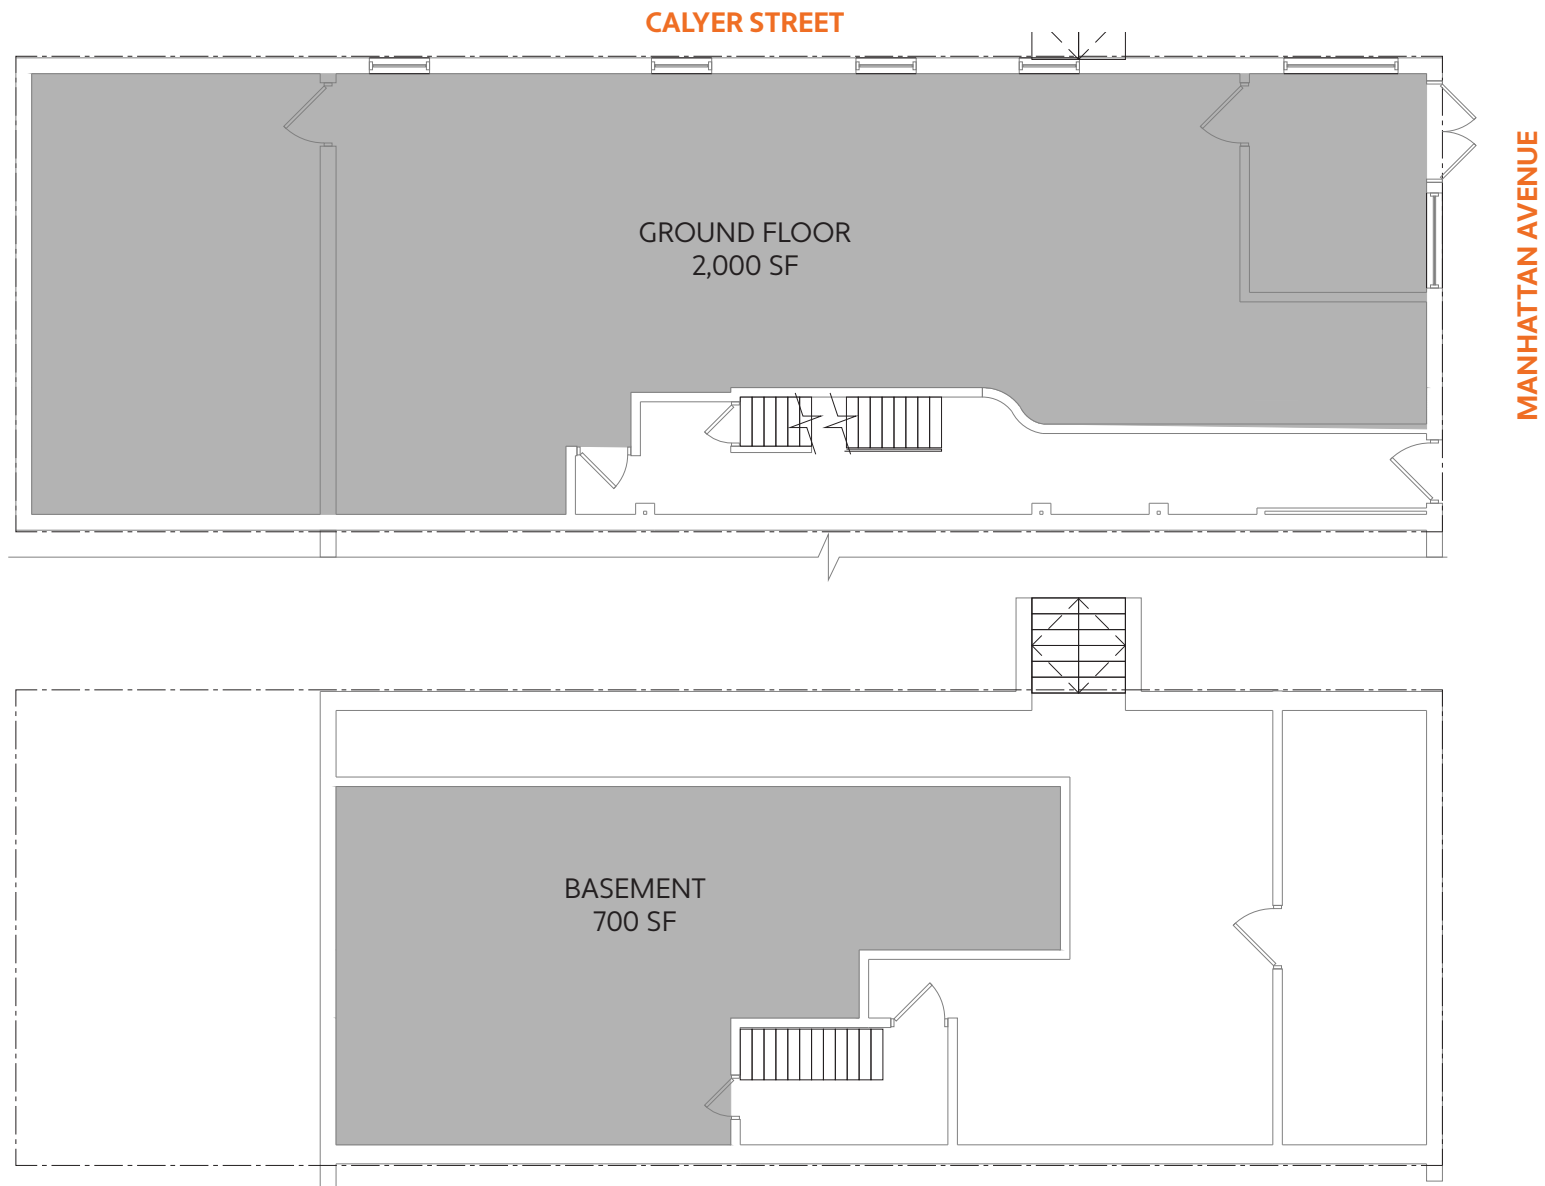 CALYER STREET
MANHATTAN AVENUE
GROUND FLOOR
2,000 SF
BASEMENT
700 SF